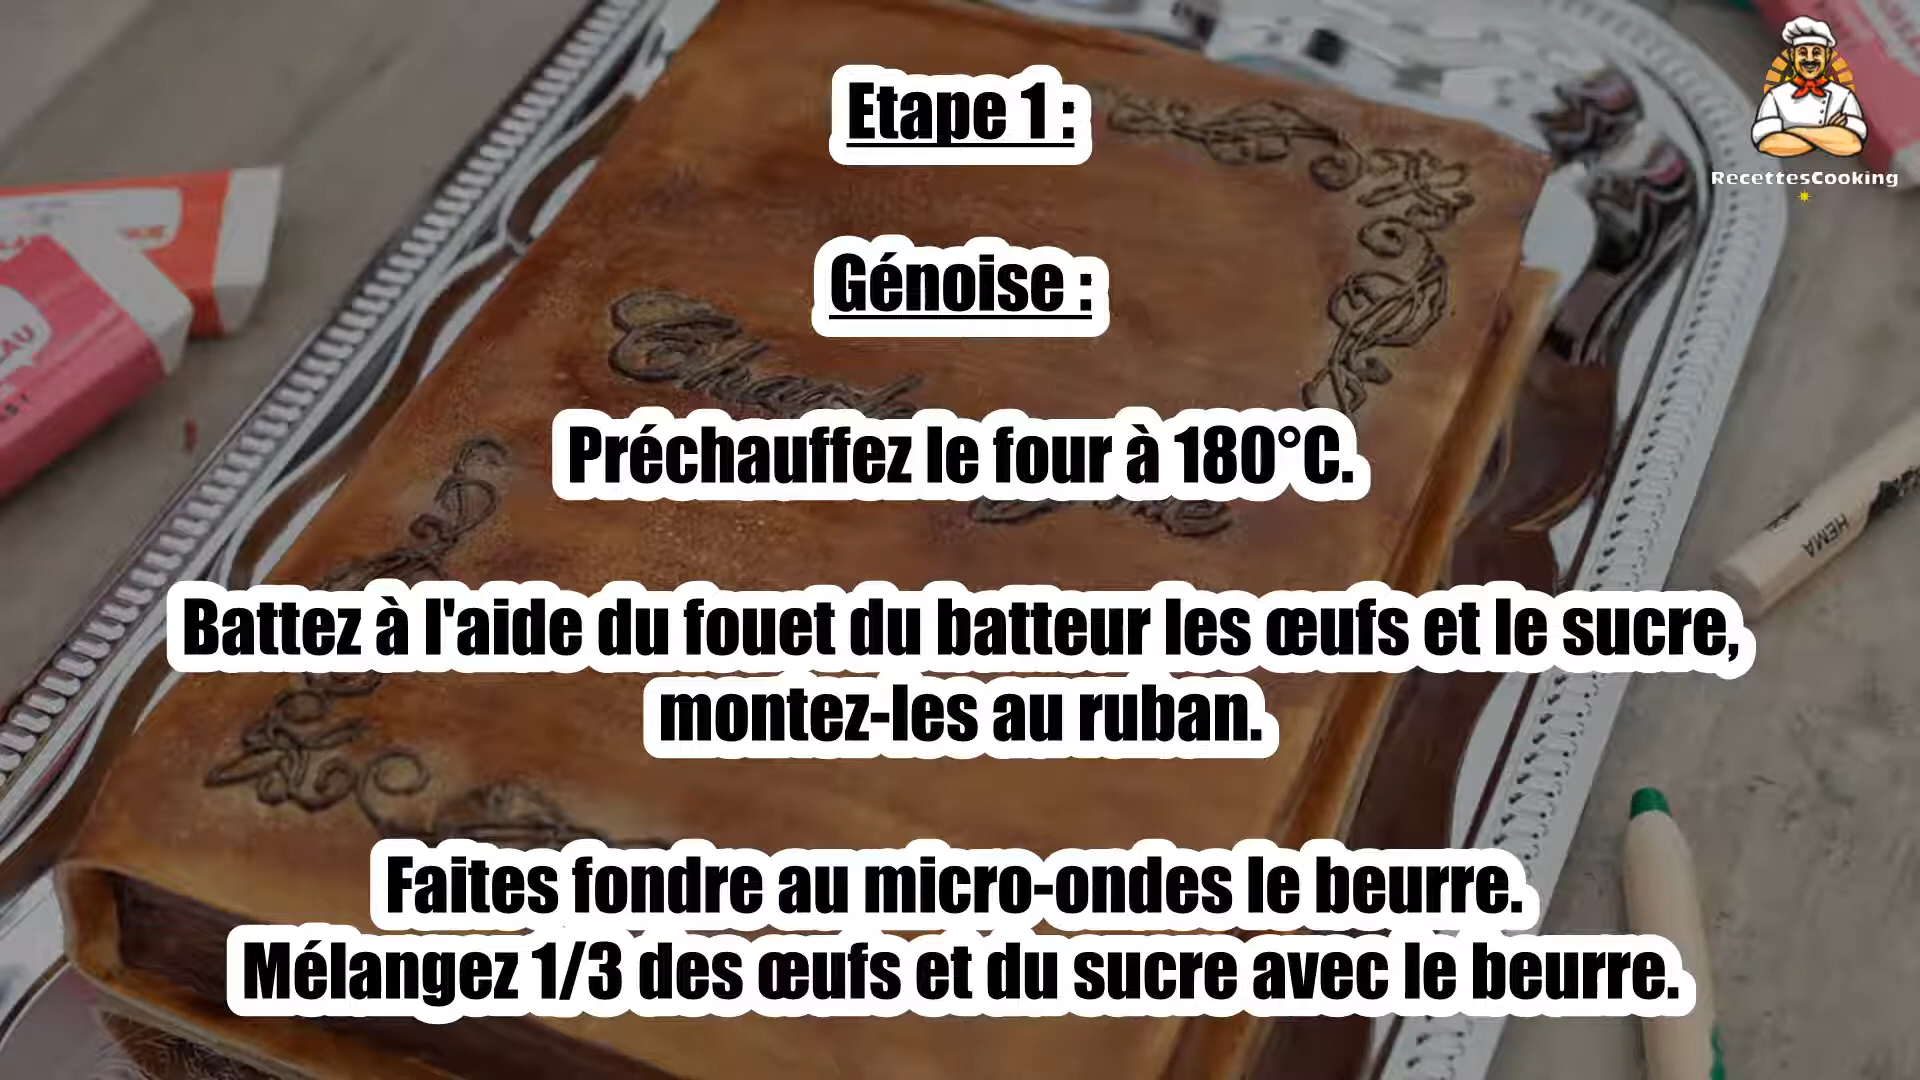 Etape 1 :
RecettesCooking
Génoise :
Préchauffez le four à 180°C.
HEMA
Battez à l'aide du fouet du batteur les œufs et le sucre,
montez-les au ruban.
Faites fondre au micro-ondes le beurre.
Mélangez 1/3 des œufs et du sucre avec le beurre.